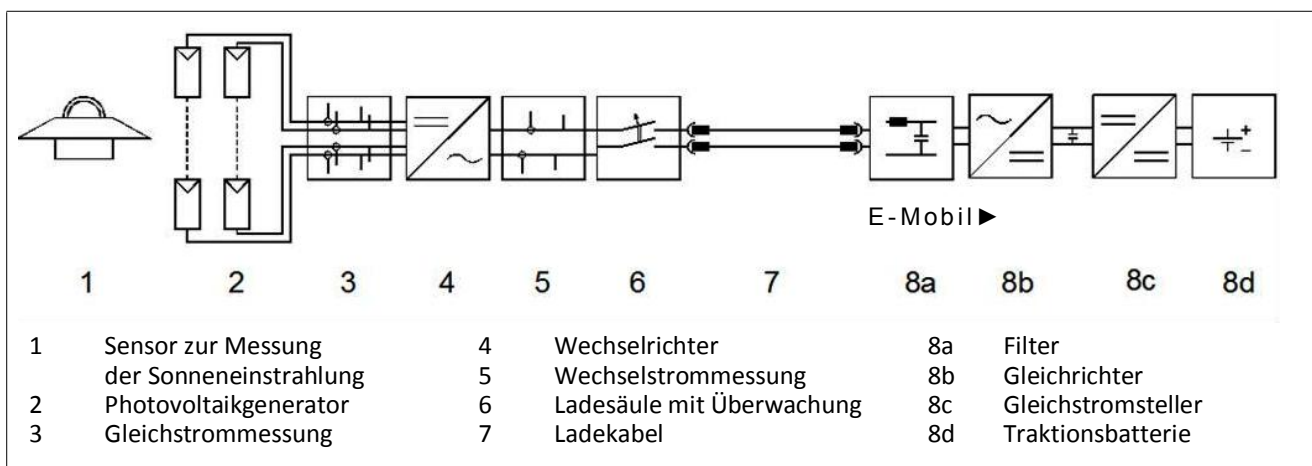 E-Mobil►
1 2 3 4 5 6 7 8a 8b 8c 8d
1 Sensor zur Messung der Sonneneinstrahlung
2 Photovoltaikgenerator
3 Gleichstrommessung
4 Wechselrichter
5 Wechselstrommessung
6 Ladesäule mit Überwachung
7 Ladekabel
8a Filter
8b Gleichrichter
8c Gleichstromsteller
8d Traktionsbatterie